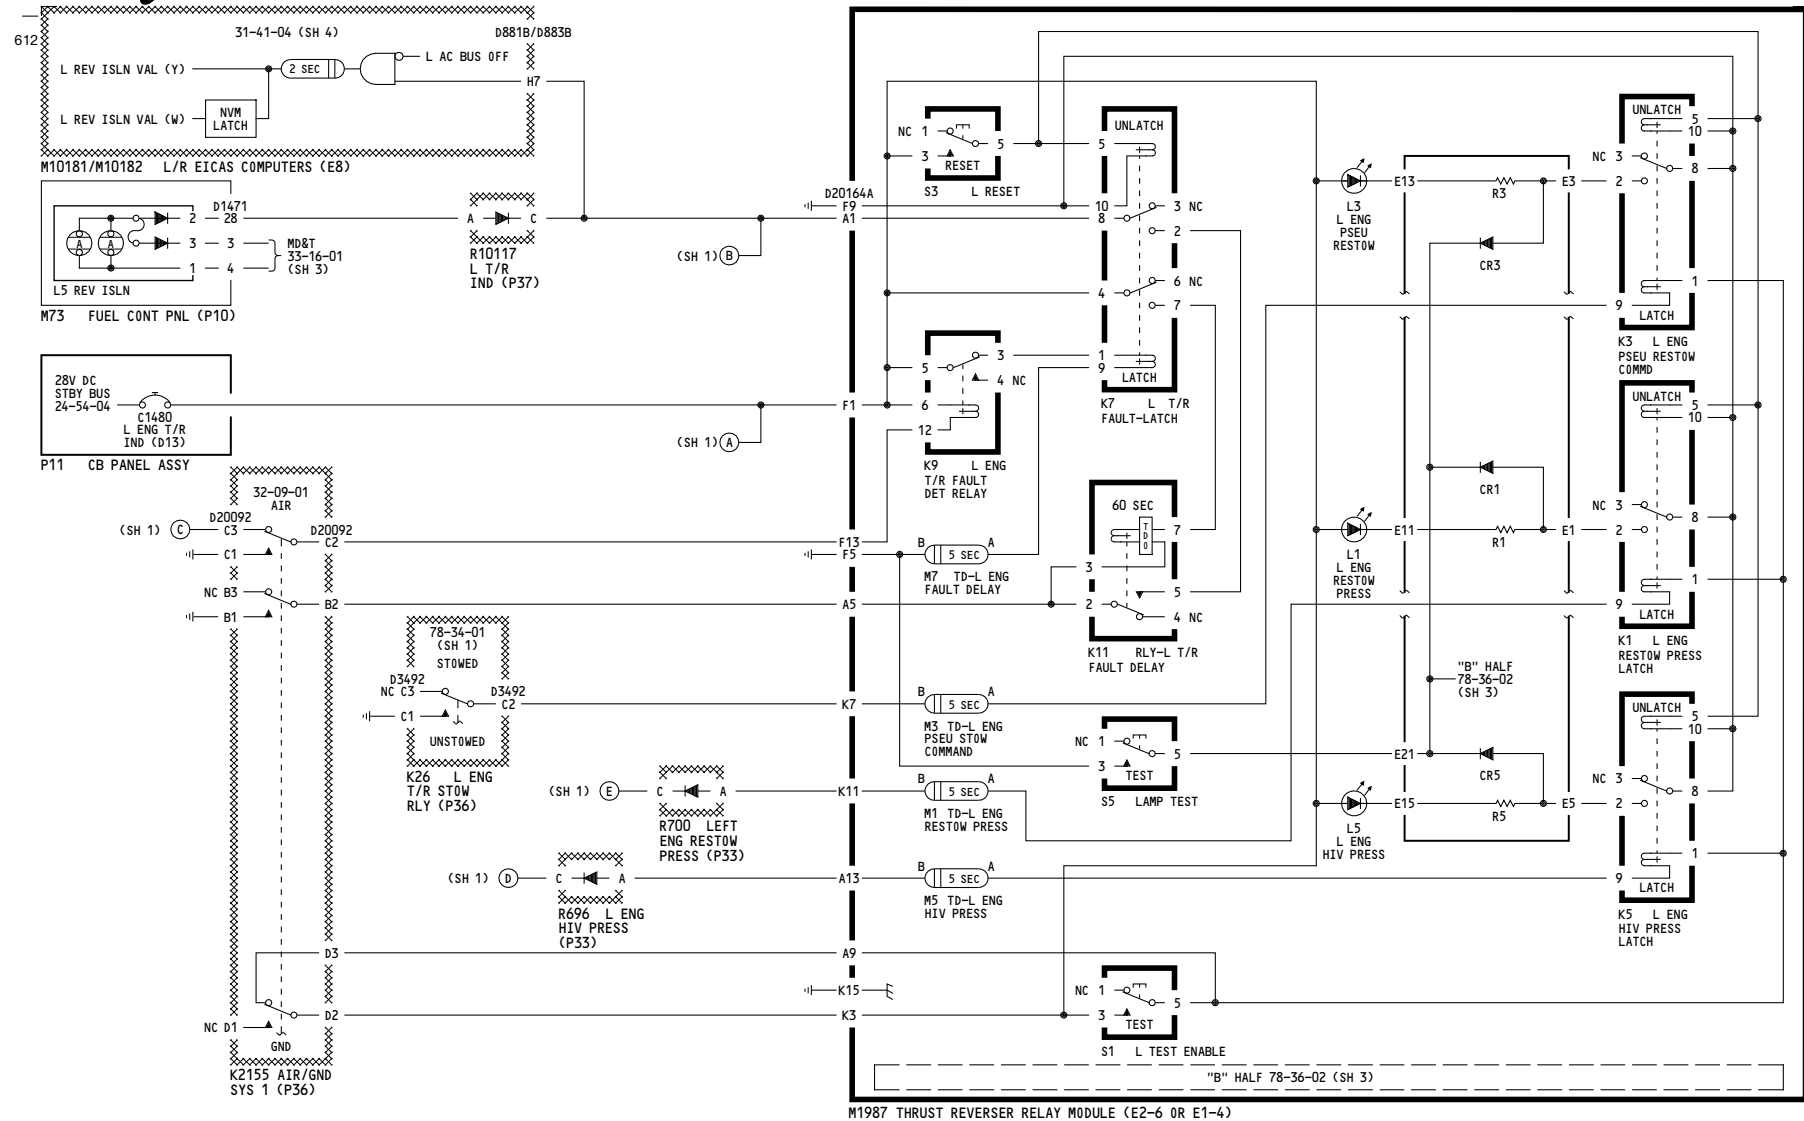 612
31-41-04 (SH 4)
D881B/D883B
L REV ISLN VAL (Y)
2 SEC
L AC BUS OFF
H7
L REV ISLN VAL (W)
NVM
LATCH
M10181/M10182 L/R EICAS COMPUTERS (E8)
D1471
2 28
3 3
1 4
A A
MD&T
33-16-01
(SH 3)
L5 REV ISLN
M73 FUEL CONT PNL (P10)
A C
R10117
L T/R
IND (P37)
(SH 1) B
28V DC
STBY BUS
24-54-04
C1480
L ENG T/R
IND (D13)
P11 CB PANEL ASSY
(SH 1) A
32-09-01
AIR
D20092
D20092
(SH 1) C C3
C2
C1
NC B3
B2
B1
78-34-01
(SH 1)
STOWED
D3492
D3492
NC C3
C2
C1
UNSTOWED
K26 L ENG
T/R STOW
RLY (P36)
(SH 1) E C A
R700 LEFT
ENG RESTOW
PRESS (P33)
(SH 1) D C A
R696 L ENG
HIV PRESS
(P33)
D3
D2
NC D1
GND
K2155 AIR/GND
SYS 1 (P36)
D20164A
F9
A1
F1
F13
F5
A5
K7
K11
A13
A9
K15
K3
NC 1
5
3
RESET
S3 L RESET
UNLATCH
5
10
8
3 NC
2
6 NC
4
7
1
9
LATCH
K7 L T/R
FAULT-LATCH
5
3
4 NC
6
12
K9 L ENG
T/R FAULT
DET RELAY
B 5 SEC A
M7 TD-L ENG
FAULT DELAY
60 SEC
TDO
7
3
5
2
4 NC
K11 RLY-L T/R
FAULT DELAY
B 5 SEC A
M3 TD-L ENG
PSEU STOW
COMMAND
NC 1
5
3
TEST
S5 LAMP TEST
B 5 SEC A
M1 TD-L ENG
RESTOW PRESS
B 5 SEC A
M5 TD-L ENG
HIV PRESS
NC 1
5
3
TEST
S1 L TEST ENABLE
L3
L ENG
PSEU
RESTOW
E13
R3
E3
CR3
CR1
L1
L ENG
RESTOW
PRESS
E11
R1
E1
"B" HALF
78-36-02
(SH 3)
E21
CR5
L5
L ENG
HIV PRESS
E15
R5
E5
UNLATCH
5
10
NC 3
8
2
1
9
LATCH
K3 L ENG
PSEU RESTOW
COMMD
UNLATCH
5
10
NC 3
8
2
1
9
LATCH
K1 L ENG
RESTOW PRESS
LATCH
UNLATCH
5
10
NC 3
8
2
1
9
LATCH
K5 L ENG
HIV PRESS
LATCH
"B" HALF 78-36-02 (SH 3)
M1987 THRUST REVERSER RELAY MODULE (E2-6 OR E1-4)